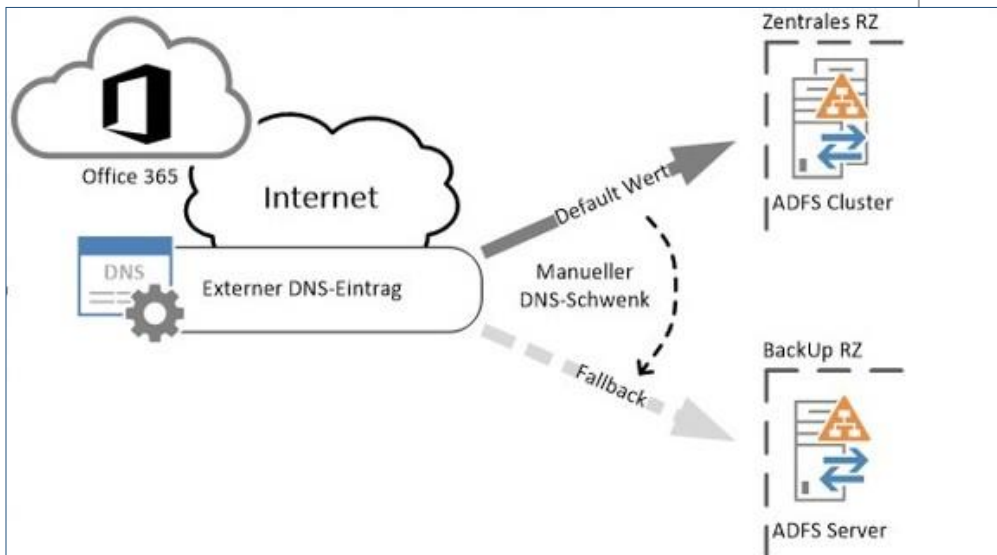 Zentrales RZ
Office 365
Internet
Default Wert
ADFS Cluster
DNS
Externer DNS-Eintrag
Manueller
DNS-Schwenk
Fallback
BackUp RZ
ADFS Server